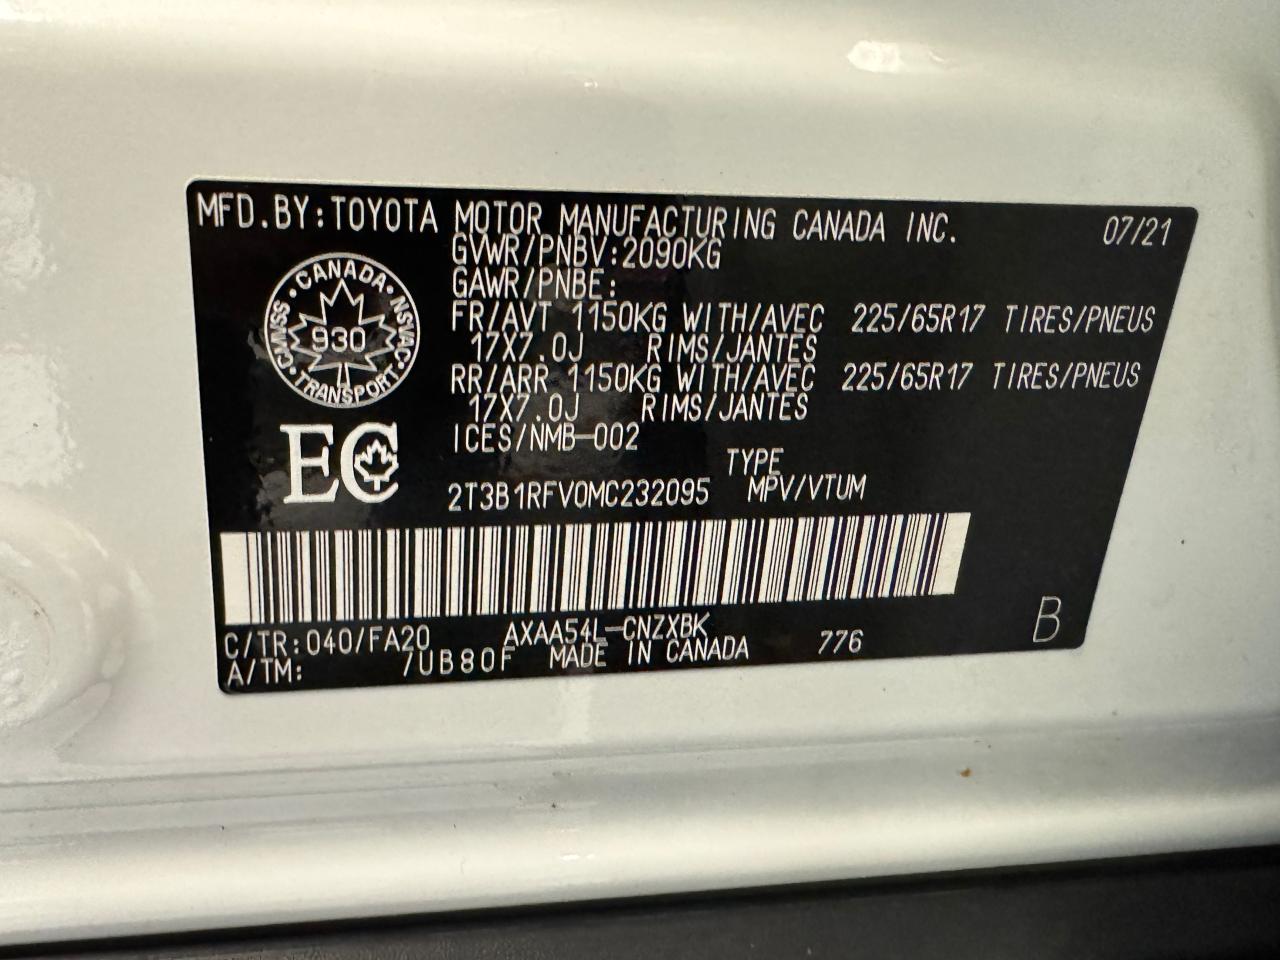 MFD.BY:TOYOTA MOTOR MANUFACTURING CANADA INC. 07/21
GVWR/PNBV:2090KG
GAWR/PNBE:
FR/AVT 1150KG WITH/AVEC 225/65R17 TIRES/PNEUS
17X7.0J RIMS/JANTES
RR/ARR 1150KG WITH/AVEC 225/65R17 TIRES/PNEUS
17X7.0J RIMS/JANTES
ICES/NMB-002
CANADA
CMVSS 930 NSVAC
TRANSPORT
EC
TYPE
2T3B1RFV0MC232095 MPV/VTUM
C/TR:040/FA20 AXAA54L-CNZXBK
A/TM: 7UB80F MADE IN CANADA 776
B